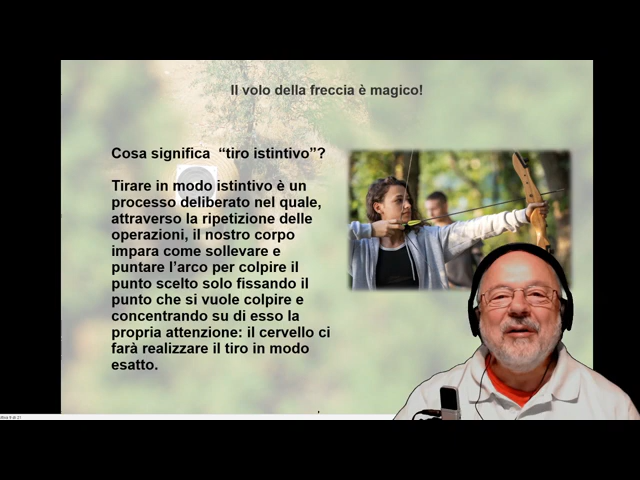 Il volo della freccia è magico!
Cosa significa “tiro istintivo”?
Tirare in modo istintivo è un
processo deliberato nel quale,
attraverso la ripetizione delle
operazioni, il nostro corpo
impara come sollevare e
puntare l’arco per colpire il
punto scelto solo fissando il
punto che si vuole colpire e
concentrando su di esso la
propria attenzione: il cervello ci
farà realizzare il tiro in modo
esatto.